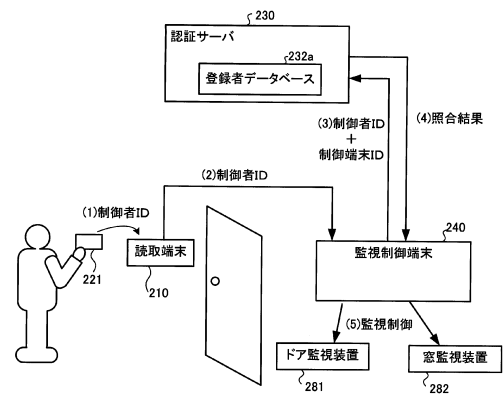 230
認証サーバ
232a
登録者データベース
(3)制御者ID
+
制御端末ID
(4)照合結果
(2)制御者ID
(1)制御者ID
221
読取端末
210
240
監視制御端末
(5)監視制御
ドア監視装置
281
窓監視装置
282